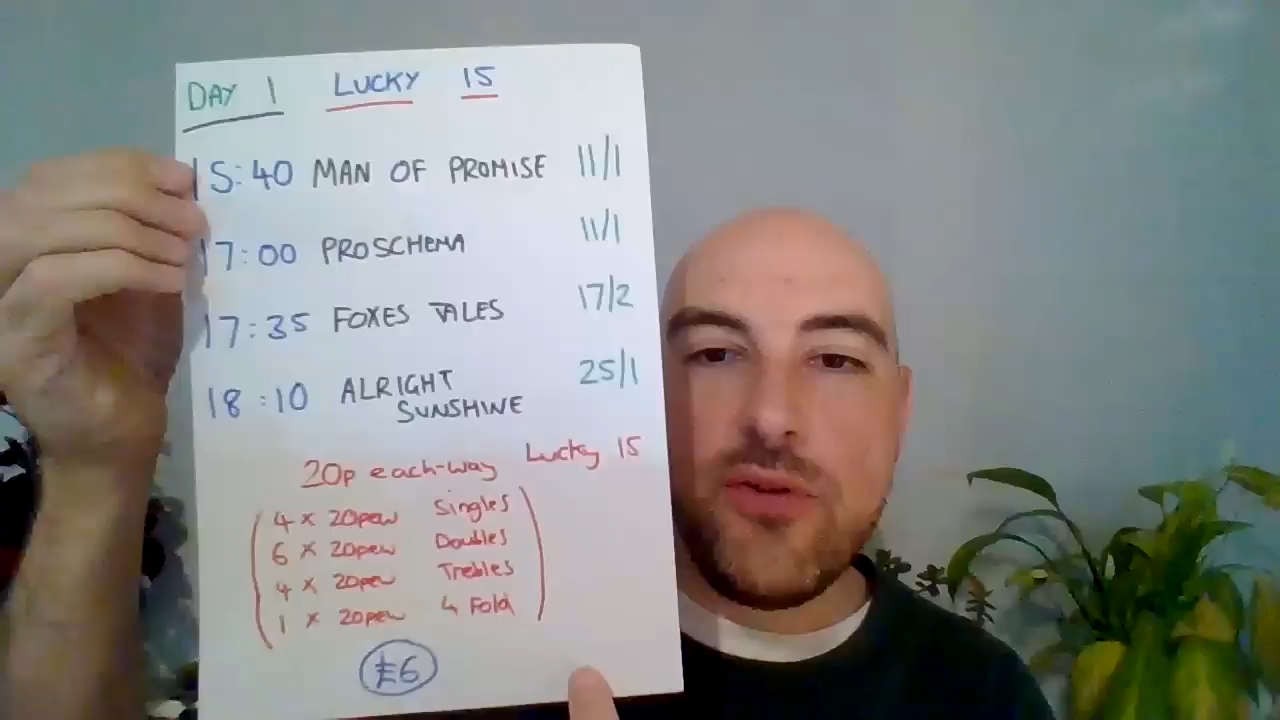 DAY 1 LUCKY 15
15:40 MAN OF PROMISE 11/1
17:00 PROSCHEMA 11/1
17:35 FOXES TALES 17/2
18:10 ALRIGHT SUNSHINE 25/1
20p each-way Lucky 15
4 x 20pew Singles
6 x 20pew Doubles
4 x 20pew Trebles
1 x 20pew 4 Fold
£6